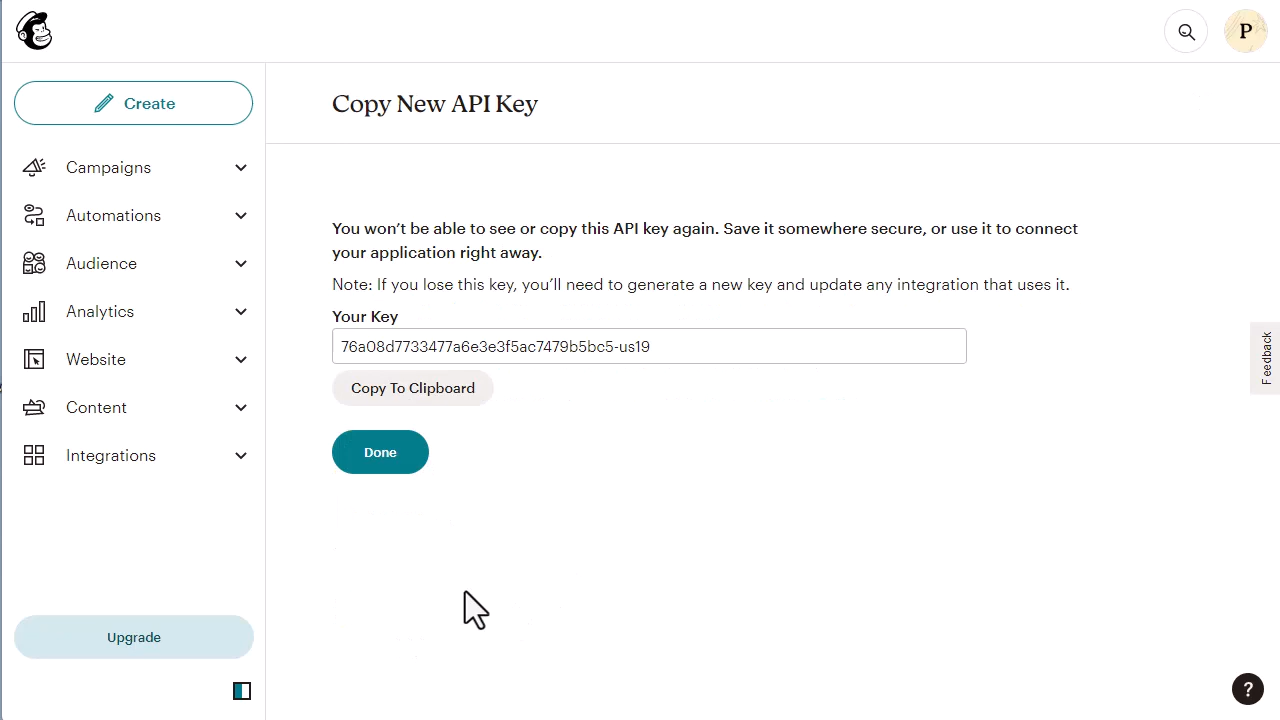 P
Create
Copy New API Key
Campaigns
Automations
Audience
Analytics
Website
Content
Integrations
Upgrade
You won’t be able to see or copy this API key again. Save it somewhere secure, or use it to connect
your application right away.
Note: If you lose this key, you’ll need to generate a new key and update any integration that uses it.
Your Key
76a08d7733477a6e3e3f5ac7479b5bc5-us19
Copy To Clipboard
Done
Feedback
?